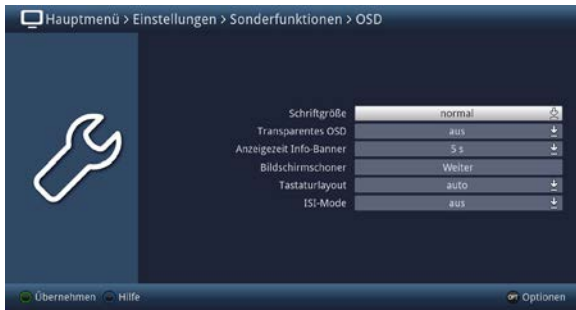 Hauptmenü > Einstellungen > Sonderfunktionen > OSD
Schriftgröße normal
Transparentes OSD aus
Anzeigezeit Info-Banner 5 s
Bildschirmschoner Weiter
Tastaturlayout auto
ISI-Mode aus
Übernehmen Hilfe OPT Optionen